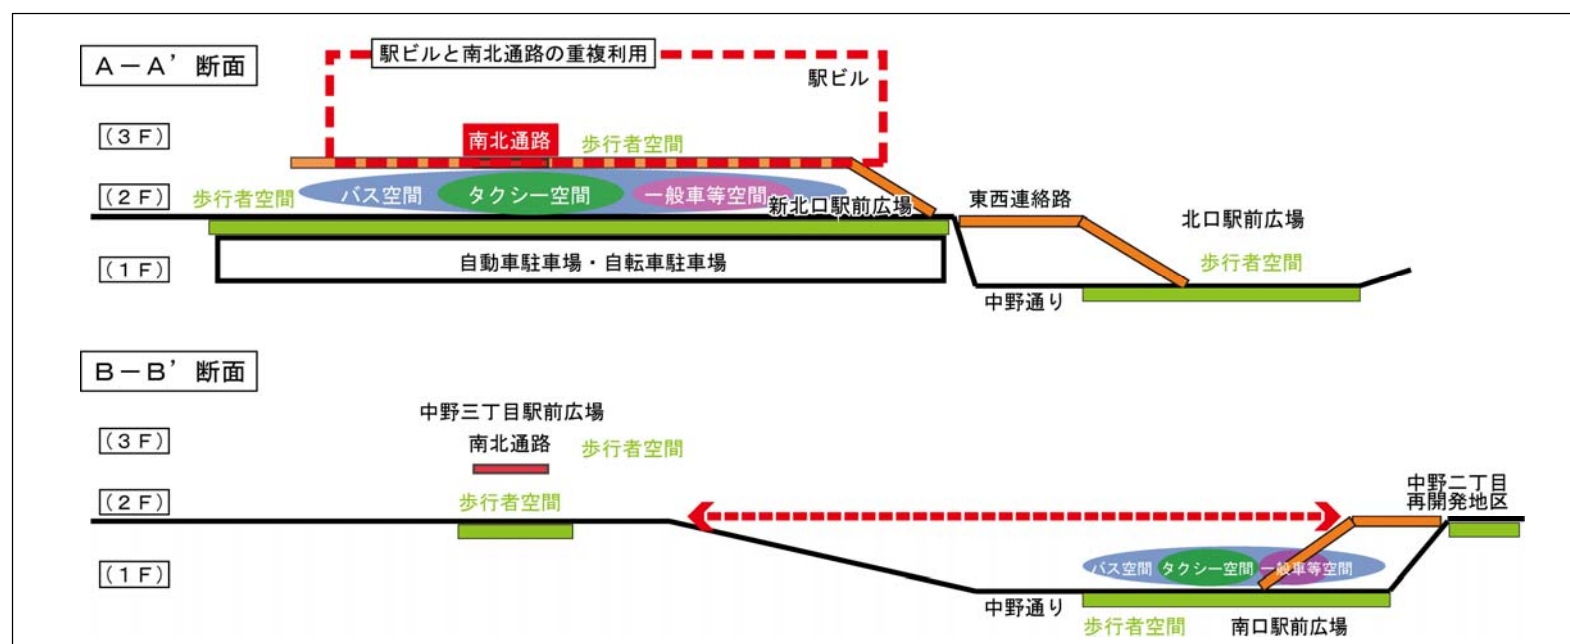 A－A’断面
駅ビルと南北通路の重複利用
駅ビル
（3F）
南北通路
歩行者空間
（2F）
歩行者空間
バス空間
タクシー空間
一般車等空間
新北口駅前広場
東西連絡路
北口駅前広場
（1F）
自動車駐車場・自転車駐車場
歩行者空間
中野通り
B－B’断面
中野三丁目駅前広場
（3F）
南北通路
歩行者空間
（2F）
歩行者空間
中野二丁目
再開発地区
（1F）
バス空間
タクシー空間
一般車等空間
中野通り
歩行者空間
南口駅前広場